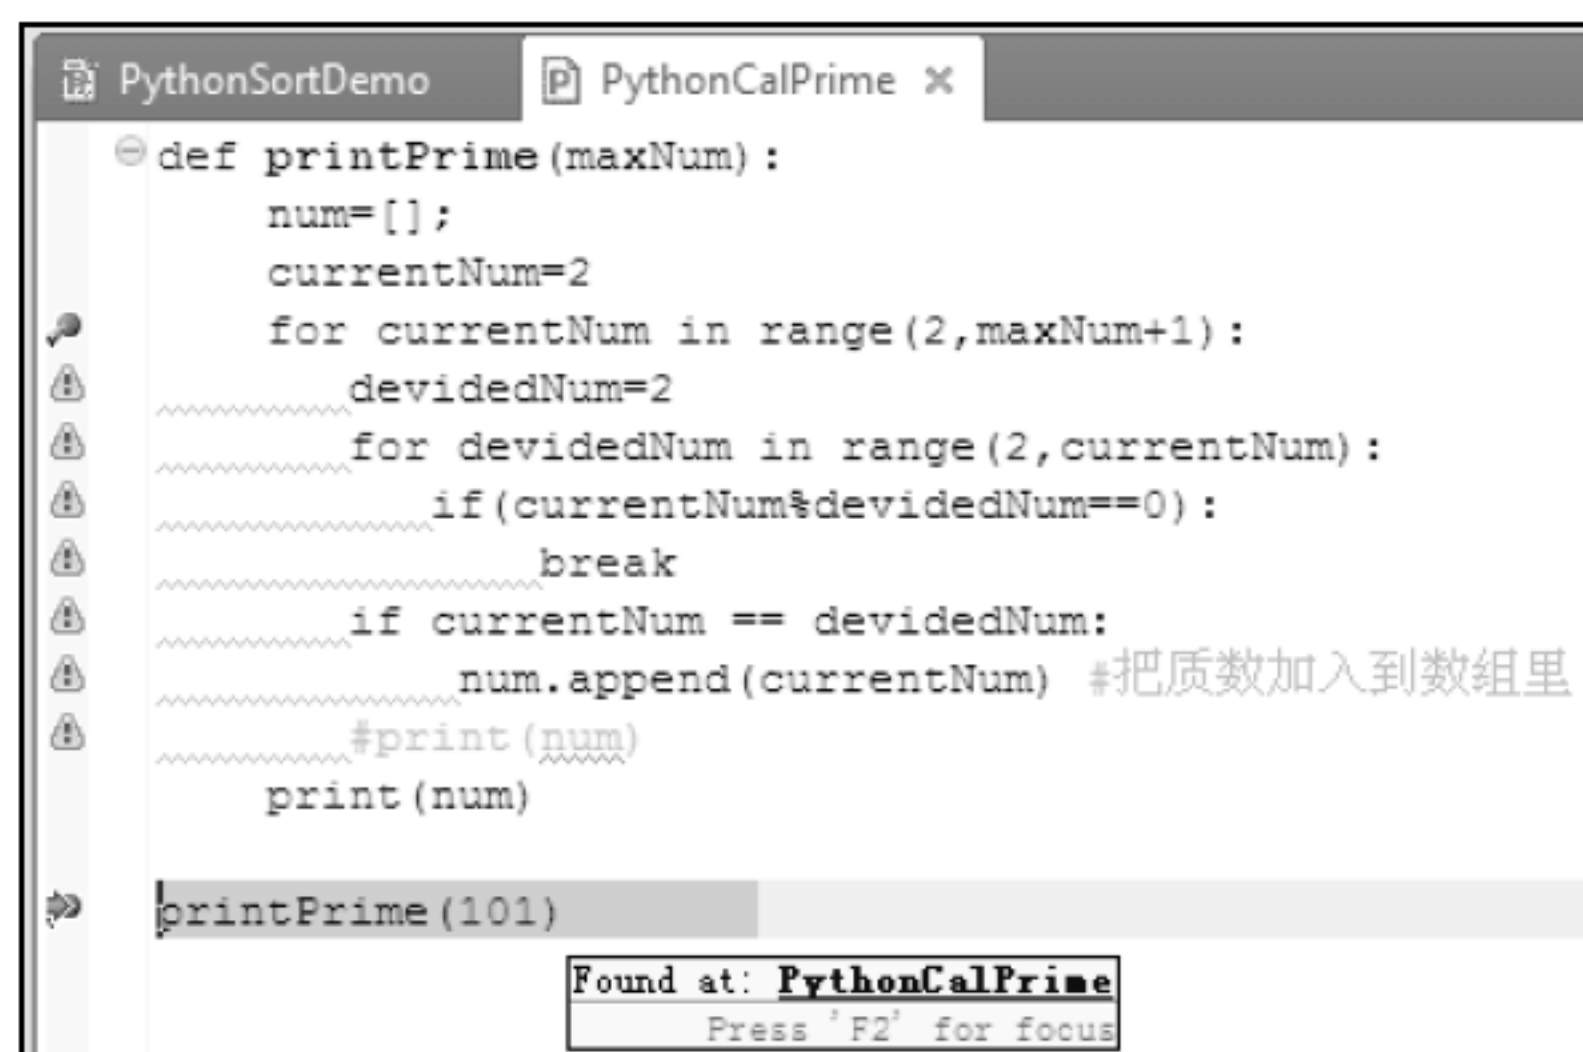 PythonSortDemo PythonCalPrime
def printPrime(maxNum):
num=[];
currentNum=2
for currentNum in range(2,maxNum+1):
devidedNum=2
for devidedNum in range(2,currentNum):
if(currentNum%devidedNum==0):
break
if currentNum == devidedNum:
num.append(currentNum) #把质数加入到数组里
#print(num)
print(num)
printPrime(101)
Found at: PythonCalPrime
Press 'F2' for focus